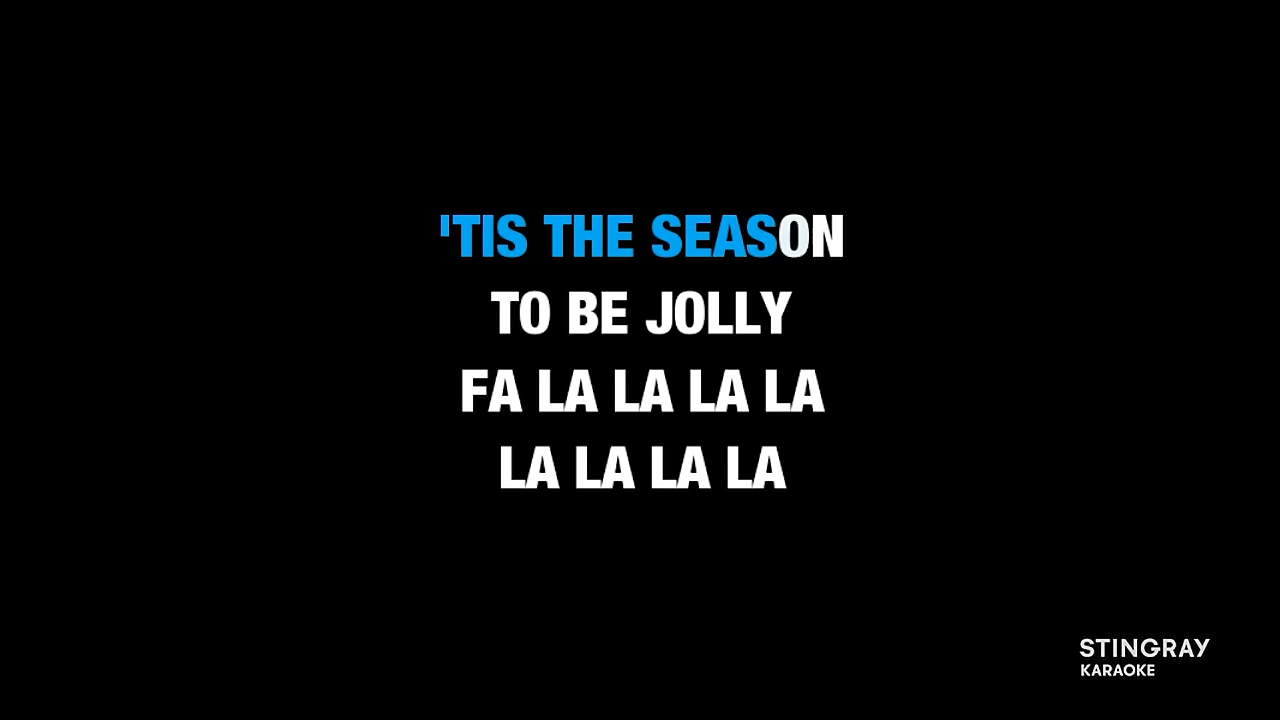 'TIS THE SEASON
TO BE JOLLY
FA LA LA LA LA
LA LA LA LA
STINGRAY
KARAOKE